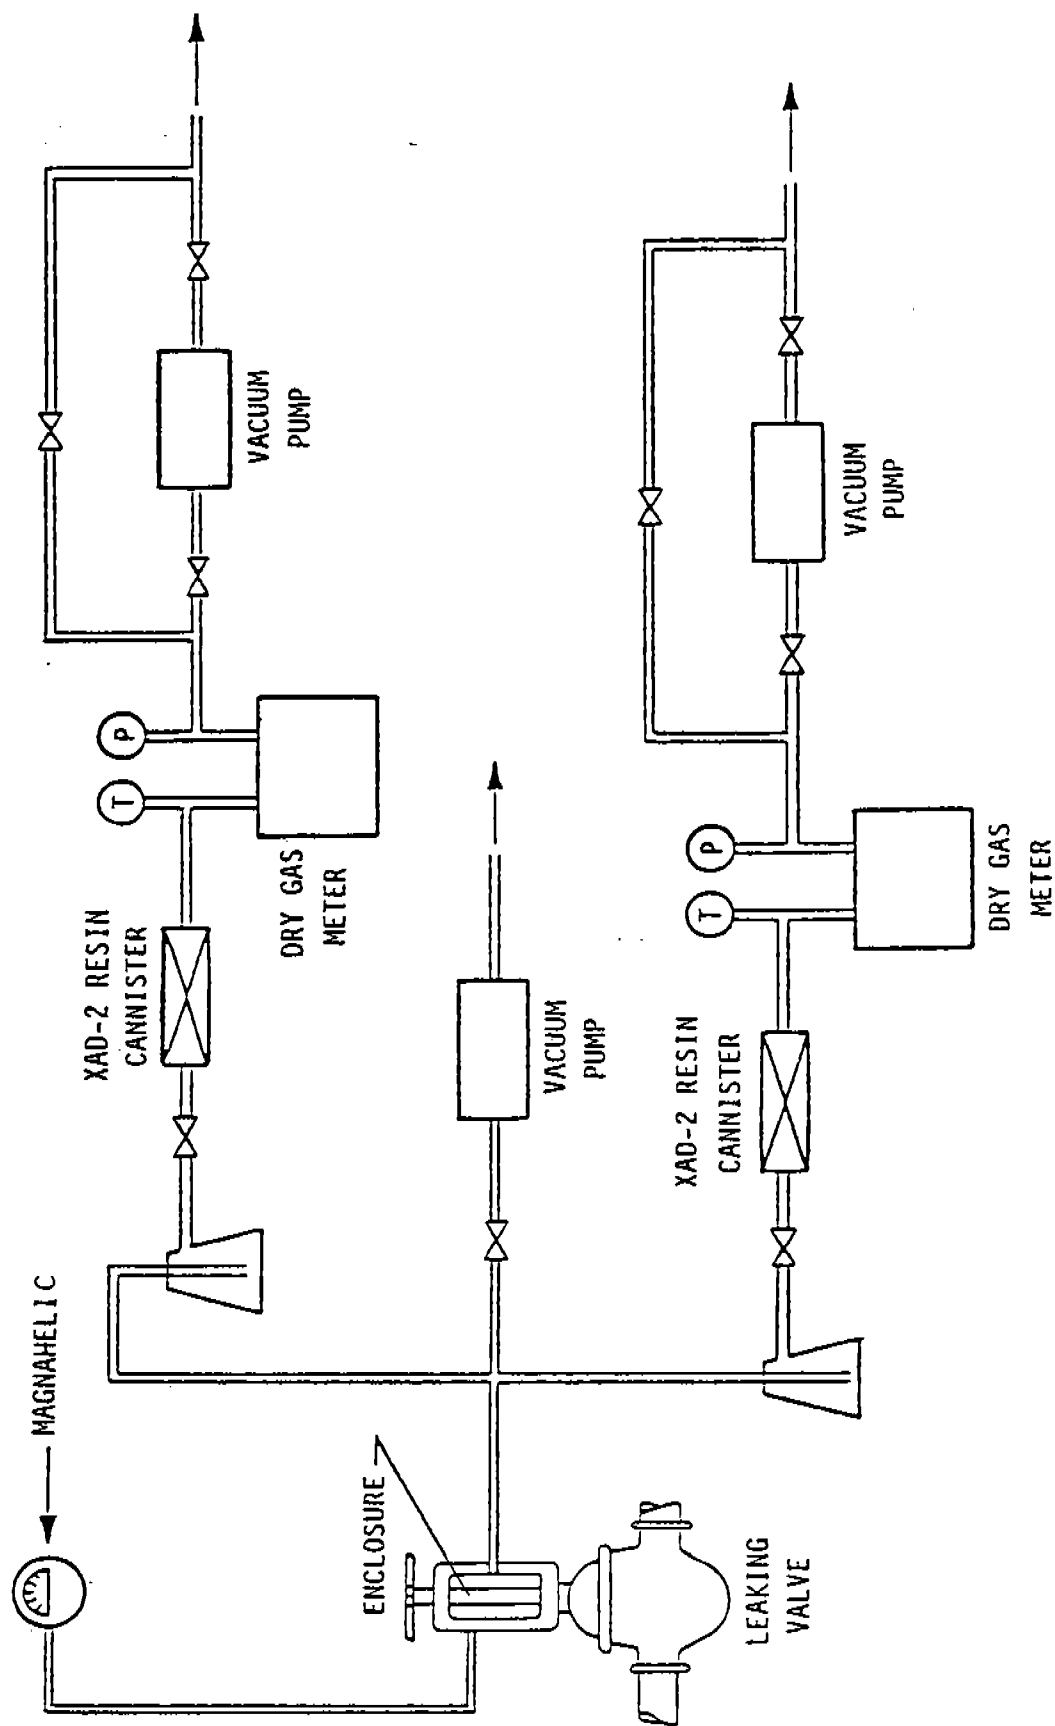 MAGNAHELIC
XAD-2 RESIN
CANNISTER
T
P
DRY GAS
METER
VACUUM
PUMP
ENCLOSURE
VACUUM
PUMP
LEAKING
VALVE
XAD-2 RESIN
CANNISTER
T
P
DRY GAS
METER
VACUUM
PUMP